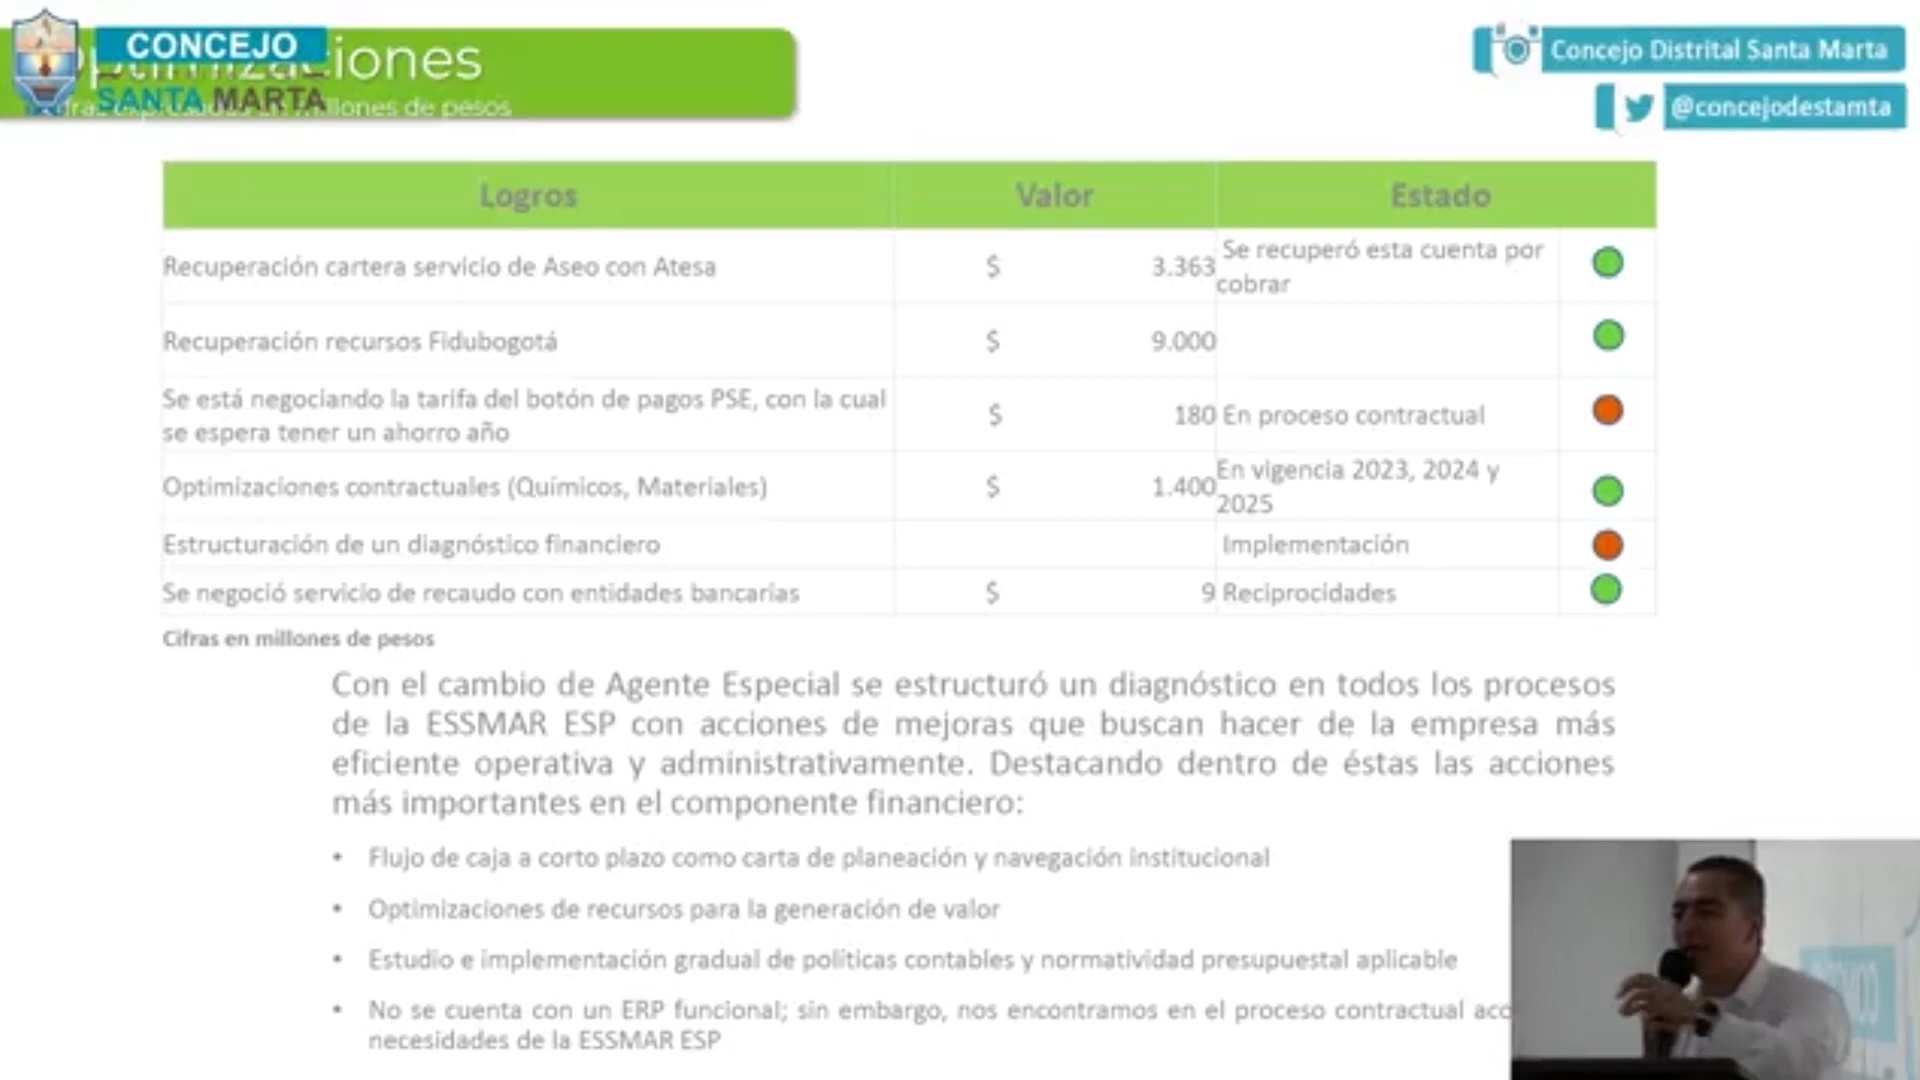 CONCEJO
SANTA MARTA
millones de pesos
Concejo Distrital Santa Marta
@concejodestamta
Logros Valor Estado
Recuperación cartera servicio de Aseo con Atesa $ 3.363 Se recuperó esta cuenta por
cobrar
Recuperación recursos Fidubogotá $ 9.000
Se está negociando la tarifa del botón de pagos PSE, con la cual
se espera tener un ahorro año $ 180 En proceso contractual
Optimizaciones contractuales (Químicos, Materiales) $ 1.400 En vigencia 2023, 2024 y
2025
Estructuración de un diagnóstico financiero Implementación
Se negoció servicio de recaudo con entidades bancarias $ 9 Reciprocidades
Cifras en millones de pesos
Con el cambio de Agente Especial se estructuró un diagnóstico en todos los procesos
de la ESSMAR ESP con acciones de mejoras que buscan hacer de la empresa más
eficiente operativa y administrativamente. Destacando dentro de éstas las acciones
más importantes en el componente financiero:
• Flujo de caja a corto plazo como carta de planeación y navegación institucional
• Optimizaciones de recursos para la generación de valor
• Estudio e implementación gradual de políticas contables y normatividad presupuestal aplicable
• No se cuenta con un ERP funcional; sin embargo, nos encontramos en el proceso contractual
necesidades de la ESSMAR ESP